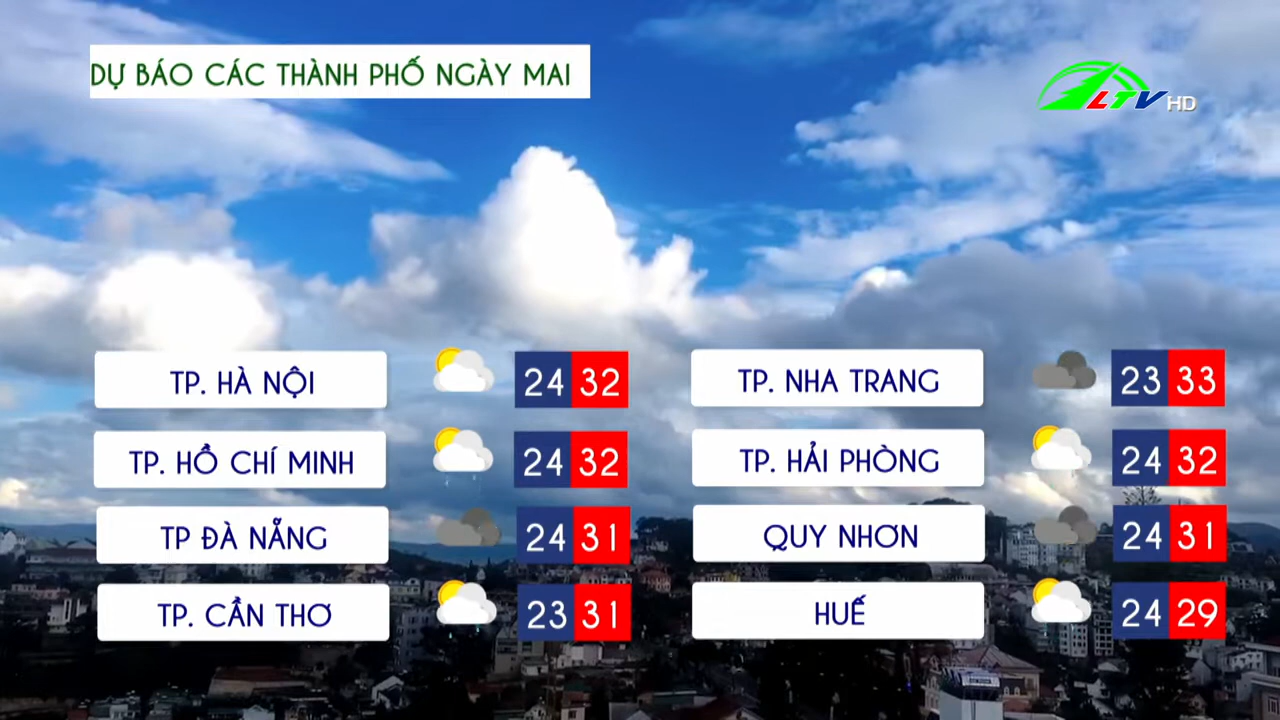 DỰ BÁO CÁC THÀNH PHỐ NGÀY MAI
LTV HD
TP. HÀ NỘI 24 32
TP. HỒ CHÍ MINH 24 32
TP ĐÀ NẴNG 24 31
TP. CẦN THƠ 23 31
TP. NHA TRANG 23 33
TP. HẢI PHÒNG 24 32
QUY NHƠN 24 31
HUẾ 24 29